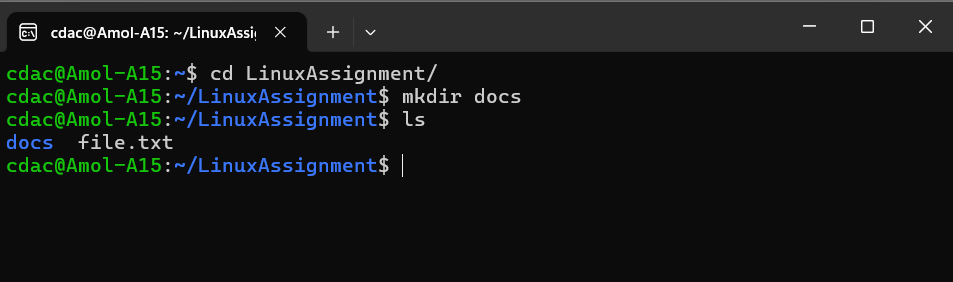 cdac@Amol-A15: ~/LinuxAssi
cdac@Amol-A15:~$ cd LinuxAssignment/
cdac@Amol-A15:~/LinuxAssignment$ mkdir docs
cdac@Amol-A15:~/LinuxAssignment$ ls
docs  file.txt
cdac@Amol-A15:~/LinuxAssignment$